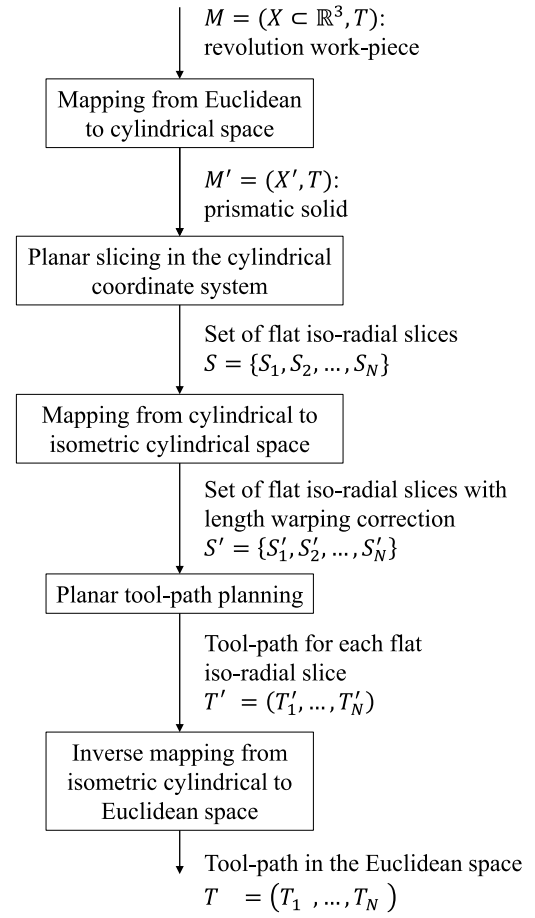 M = (X ⊂ ℝ³, T):
revolution work-piece
Mapping from Euclidean
to cylindrical space
M′ = (X′, T):
prismatic solid
Planar slicing in the cylindrical
coordinate system
Set of flat iso-radial slices
S = {S₁, S₂, …, S_N}
Mapping from cylindrical to
isometric cylindrical space
Set of flat iso-radial slices with
length warping correction
S′ = {S′₁, S′₂, …, S′_N}
Planar tool-path planning
Tool-path for each flat
iso-radial slice
T′ = (T′₁, …, T′_N)
Inverse mapping from
isometric cylindrical to
Euclidean space
Tool-path in the Euclidean space
T = (T₁ , …, T_N )